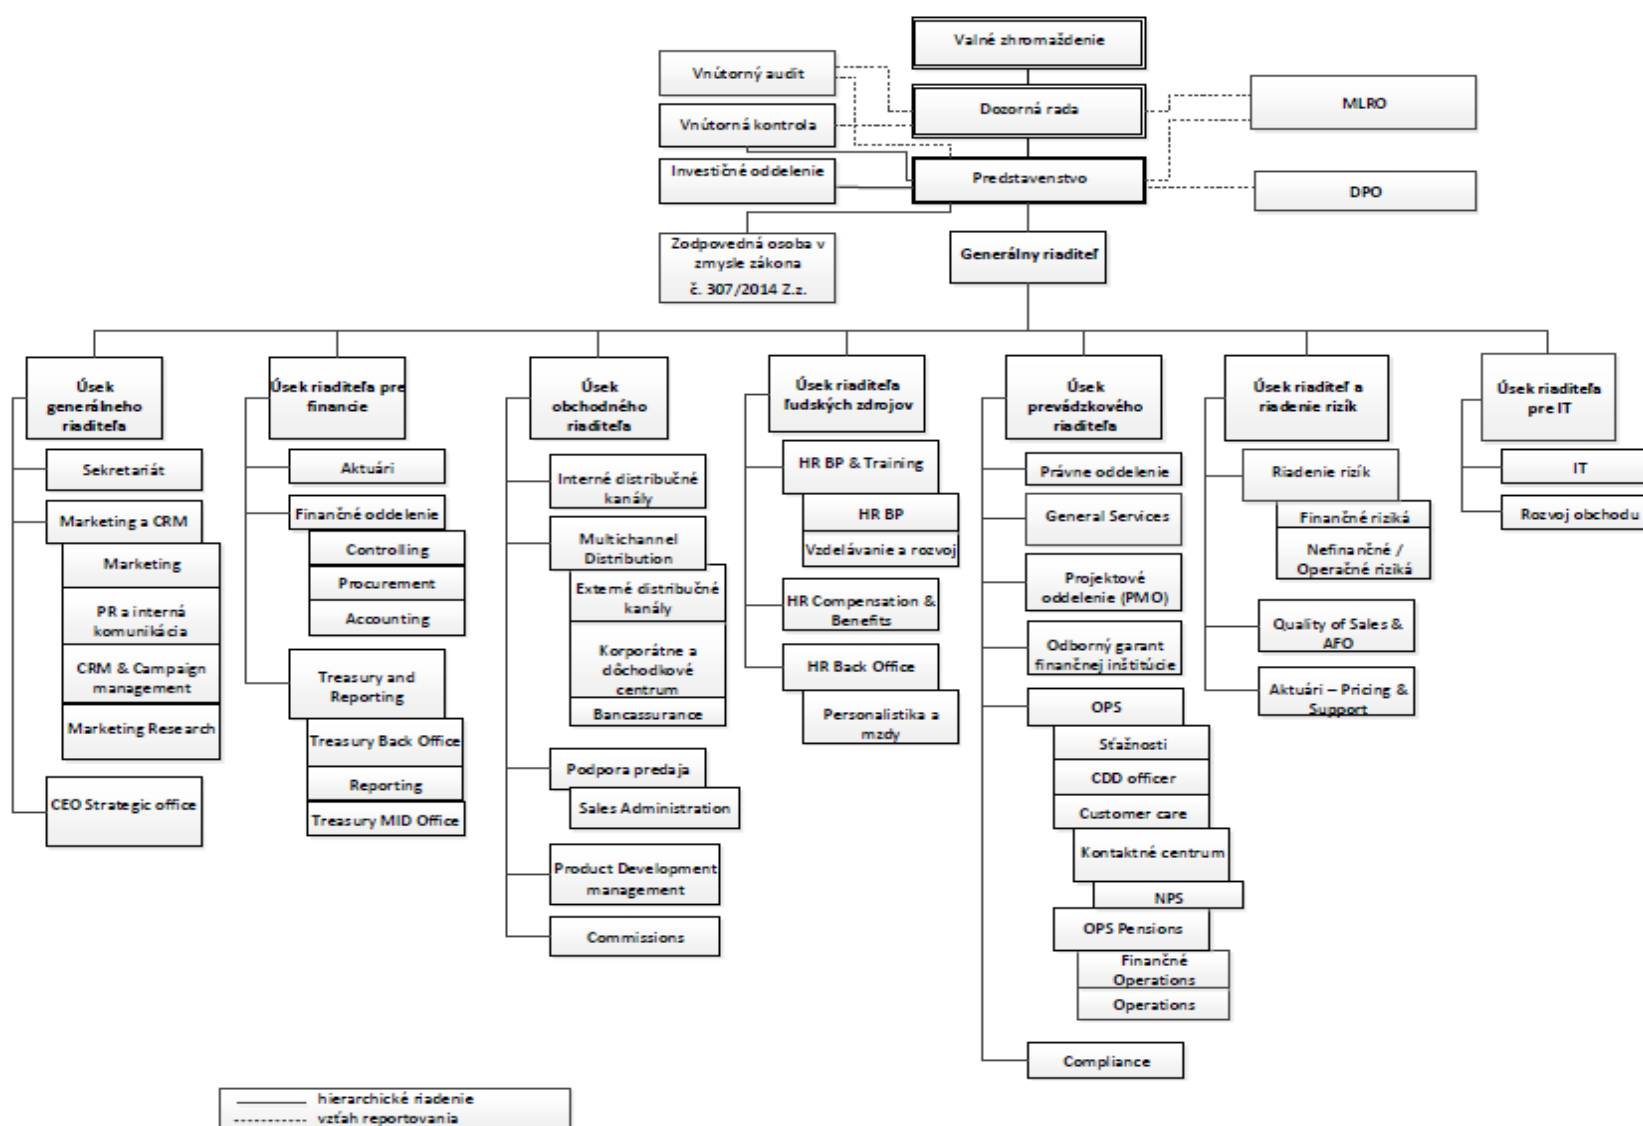 Valné zhromaždenie
Vnútorný audit
Dozorná rada
MLRO
Vnútorná kontrola
Investičné oddelenie
Predstavenstvo
DPO
Zodpovedná osoba v
zmysle zákona
č. 307/2014 Z.z.
Generálny riaditeľ
Úsek
generálneho
riaditeľa
Sekretariát
Marketing a CRM
Marketing
PR a interná
komunikácia
CRM & Campaign
management
Marketing Research
CEO Strategic office
Úsek riaditeľa pre
financie
Aktuári
Finančné oddelenie
Controlling
Procurement
Accounting
Treasury and
Reporting
Treasury Back Office
Reporting
Treasury MID Office
Úsek
obchodného
riaditeľa
Interné distribučné
kanály
Multichannel
Distribution
Externé distribučné
kanály
Korporátne a
dôchodkové
centrum
Bancassurance
Podpora predaja
Sales Administration
Product Development
management
Commissions
Úsek riaditeľa
ľudských zdrojov
HR BP & Training
HR BP
Vzdelávanie a rozvoj
HR Compensation &
Benefits
HR Back Office
Personalistika a
mzdy
Úsek
prevádzkového
riaditeľa
Právne oddelenie
General Services
Projektové
oddelenie (PMO)
Odborný garant
finančnej inštitúcie
OPS
Sťažnosti
CDD officer
Customer care
Kontaktné centrum
NPS
OPS Pensions
Finančné
Operations
Operations
Compliance
Úsek riaditeľ a
riadenie rizík
Riadenie rizík
Finančné riziká
Nefinančné /
Operačné riziká
Quality of Sales &
AFO
Aktuári – Pricing &
Support
Úsek riaditeľa
pre IT
IT
Rozvoj obchodu
hierarchické riadenie
vzťah reportovania